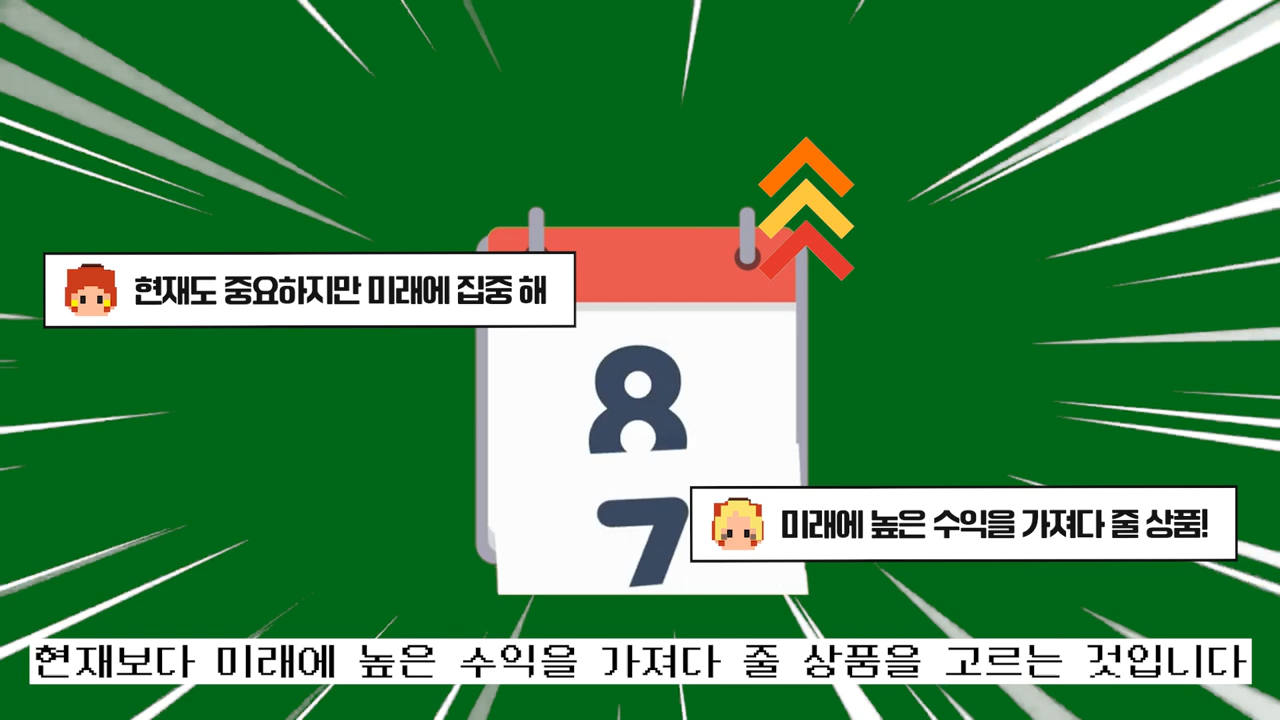 현재도 중요하지만 미래에 집중 해
8
7
미래에 높은 수익을 가져다 줄 상품!
현재보다 미래에 높은 수익을 가져다 줄 상품을 고르는 것입니다